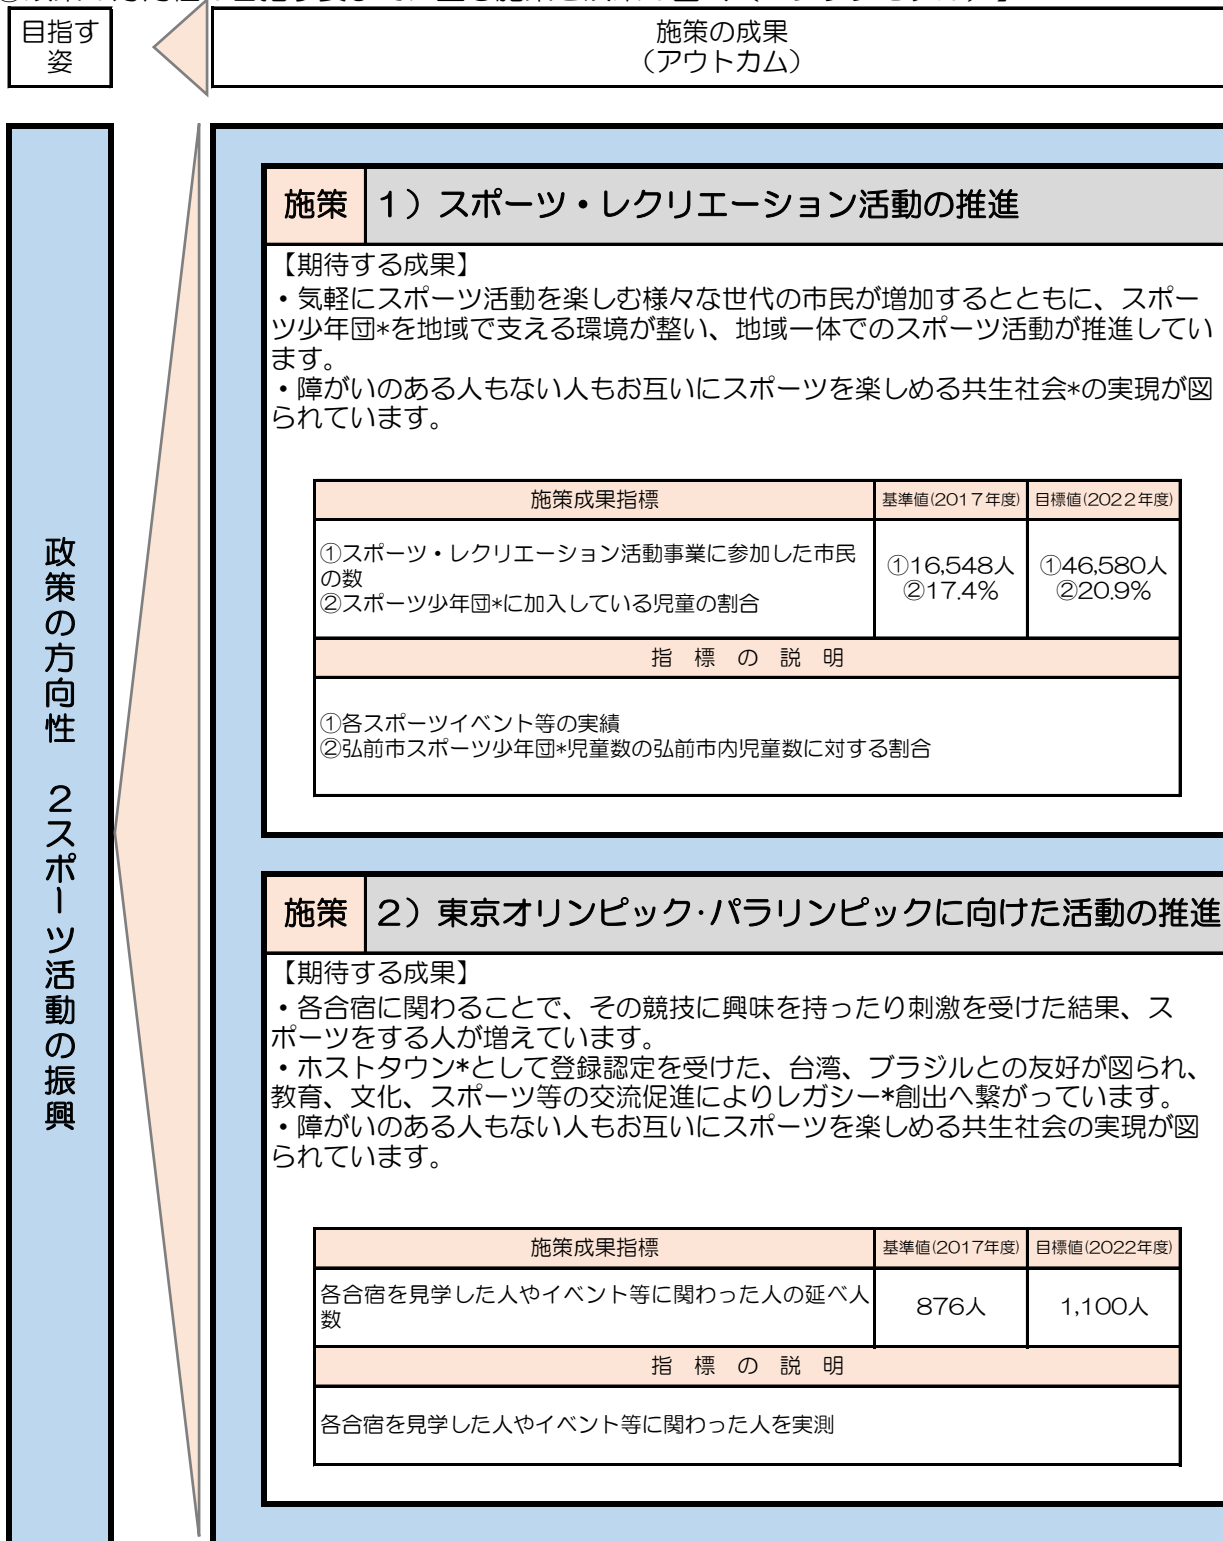 目指す
姿
施策の成果
（アウトカム）
政策の方向性　２スポーツ活動の振興
施策
１）スポーツ・レクリエーション活動の推進
【期待する成果】
・気軽にスポーツ活動を楽しむ様々な世代の市民が増加するとともに、スポー
ツ少年団*を地域で支える環境が整い、地域一体でのスポーツ活動が推進してい
ます。
・障がいのある人もない人もお互いにスポーツを楽しめる共生社会*の実現が図
られています。
施策成果指標
基準値(2017年度)
目標値(2022年度)
①スポーツ・レクリエーション活動事業に参加した市民
の数
②スポーツ少年団*に加入している児童の割合
①16,548人
②17.4%
①46,580人
②20.9%
指　標　の　説　明
①各スポーツイベント等の実績
②弘前市スポーツ少年団*児童数の弘前市内児童数に対する割合
施策
２）東京オリンピック・パラリンピックに向けた活動の推進
【期待する成果】
・各合宿に関わることで、その競技に興味を持ったり刺激を受けた結果、ス
ポーツをする人が増えています。
・ホストタウン*として登録認定を受けた、台湾、ブラジルとの友好が図られ、
教育、文化、スポーツ等の交流促進によりレガシー*創出へ繋がっています。
・障がいのある人もない人もお互いにスポーツを楽しめる共生社会の実現が図
られています。
施策成果指標
基準値(2017年度)
目標値(2022年度)
各合宿を見学した人やイベント等に関わった人の延べ人
数
876人
1,100人
指　標　の　説　明
各合宿を見学した人やイベント等に関わった人を実測